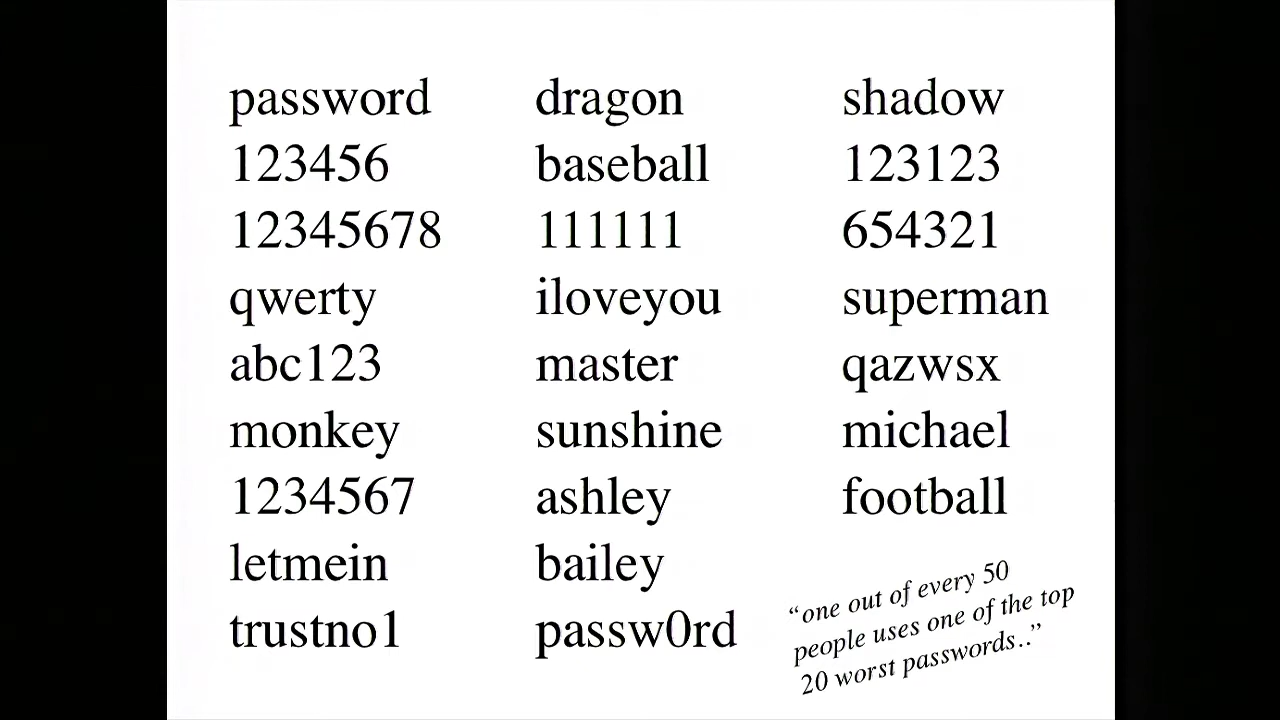 password
123456
12345678
qwerty
abc123
monkey
1234567
letmein
trustno1
dragon
baseball
111111
iloveyou
master
sunshine
ashley
bailey
passw0rd
shadow
123123
654321
superman
qazwsx
michael
football
“one out of every 50
people uses one of the top
20 worst passwords..”